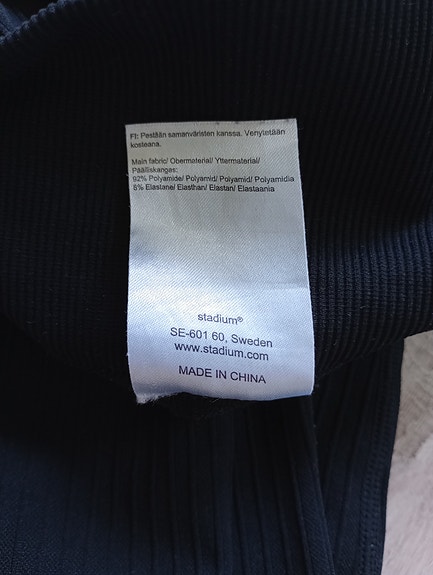 FI: Pestään samanväristen kanssa. Venytetään
kosteana.
Main fabric/ Obermaterial/ Yttermaterial/
Päälliskangas:
92% Polyamide/ Polyamid/ Polyamid/ Polyamidia
8% Elastane/ Elasthan/ Elastan/ Elastaania
stadium®
SE-601 60, Sweden
www.stadium.com
MADE IN CHINA